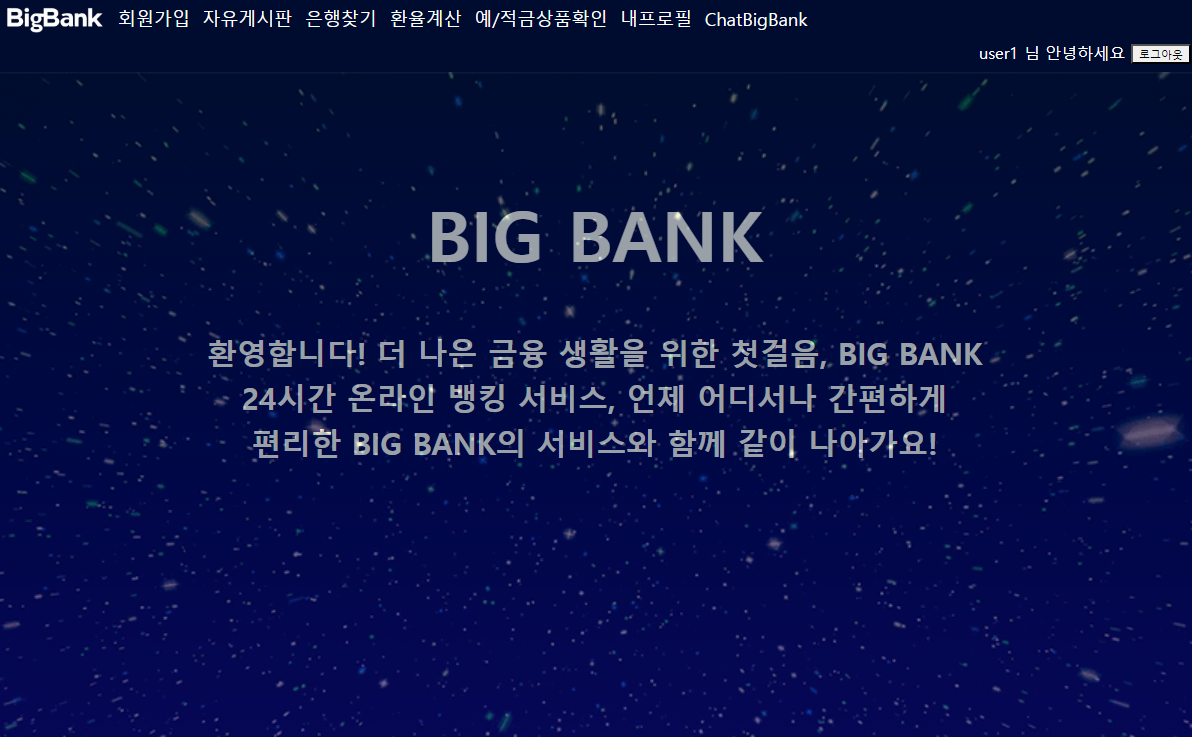 BigBank 회원가입 자유게시판 은행찾기 환율계산 예/적금상품확인 내프로필 ChatBigBank
user1 님 안녕하세요 로그아웃
BIG BANK
환영합니다! 더 나은 금융 생활을 위한 첫걸음, BIG BANK
24시간 온라인 뱅킹 서비스, 언제 어디서나 간편하게
편리한 BIG BANK의 서비스와 함께 같이 나아가요!